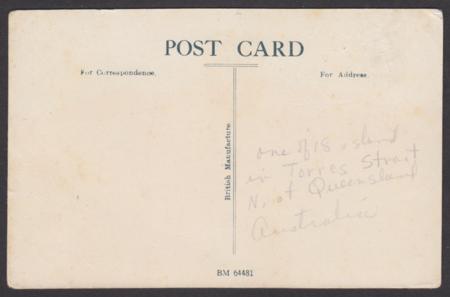 POST CARD
For Correspondence.
For Address.
British Manufacture.
one of 18 island
in Torres Strait
N. of Queensland
Australia
BM 64481